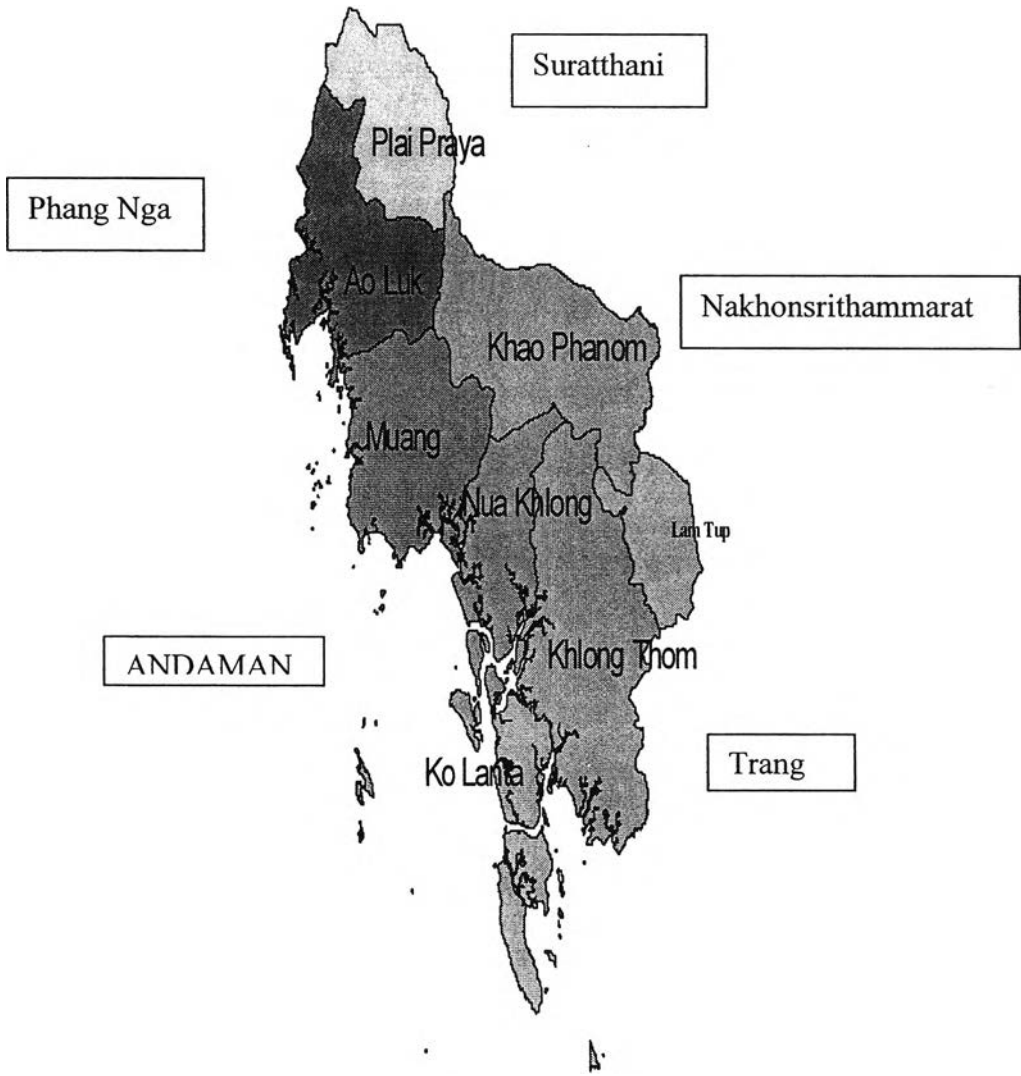 Suratthani
Plai Praya
Phang Nga
Ao Luk
Nakhonsrithammarat
Khao Phanom
Muang
Nua Khlong
Lam Tup
ANDAMAN
Khlong Thom
Ko Lanta
Trang